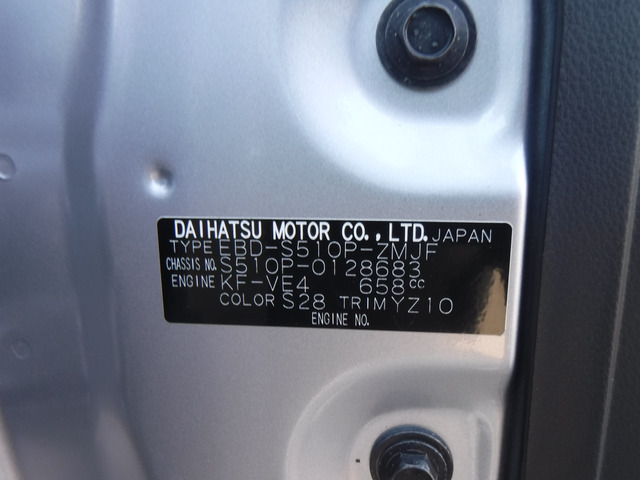 DAIHATSU MOTOR CO.,LTD. JAPAN
TYPE EBD-S510P-ZMJF
CHASSIS NO. S510P-0128683
ENGINE KF-VE4 658cc
COLOR S28 TRIM YZ10
ENGINE NO.